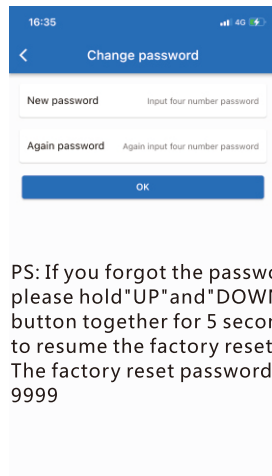 16:35
4G
Change password
New password Input four number password
Again password Again input four number password
OK
PS: If you forgot the
please hold"UP"and
button together for 5
to resume the factory reset
The factory reset password
9999